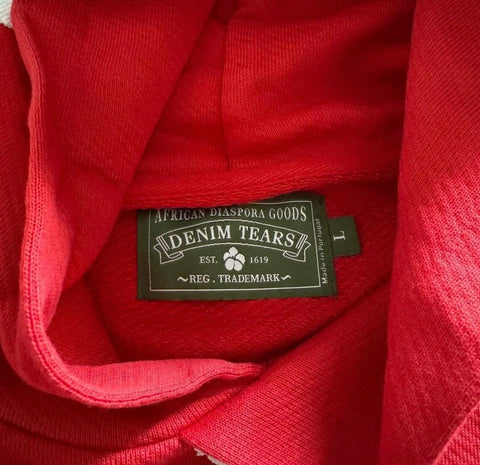 AFRICAN DIASPORA GOODS
DENIM TEARS
EST. 1619
~REG. TRADEMARK~
Made in Portugal
L